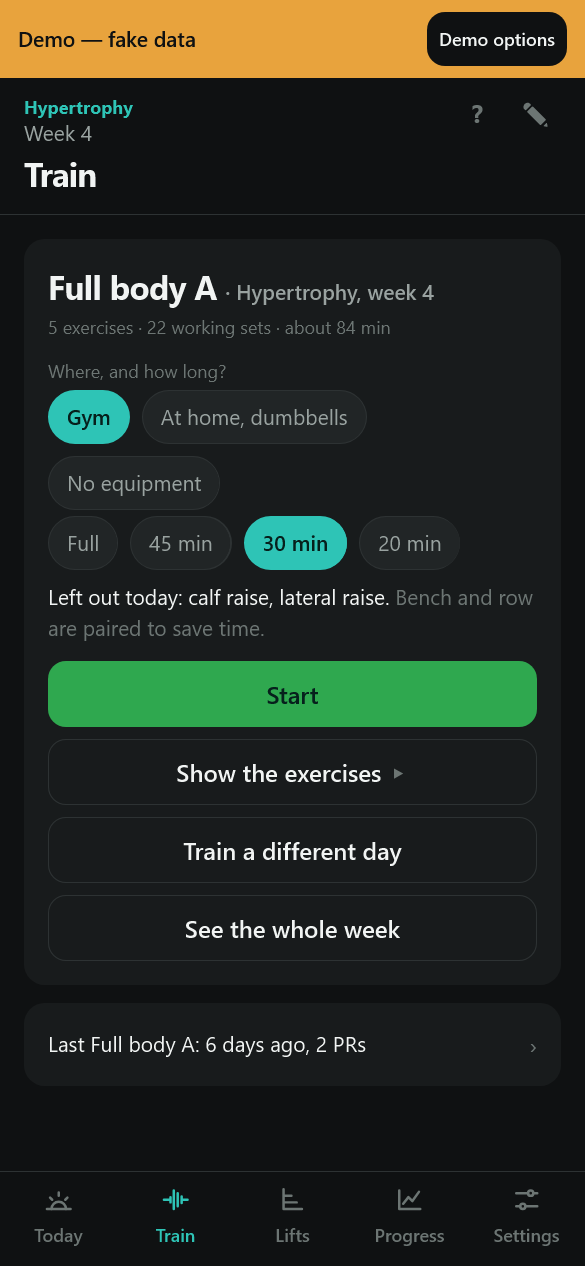 Demo — fake data
Demo options
Hypertrophy
Week 4
?
Train
Full body A · Hypertrophy, week 4
5 exercises · 22 working sets · about 84 min
Where, and how long?
Gym
At home, dumbbells
No equipment
Full
45 min
30 min
20 min
Left out today: calf raise, lateral raise. Bench and row
are paired to save time.
Start
Show the exercises
Train a different day
See the whole week
Last Full body A: 6 days ago, 2 PRs
Today
Train
Lifts
Progress
Settings